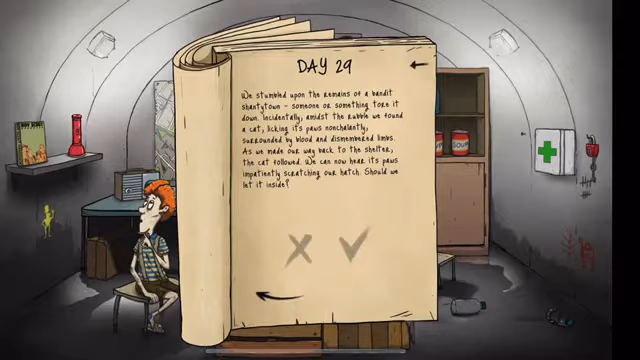 DAY 29
We stumbled upon the remains of a bandit
shantytown - someone or something tore it
down. Incidentally, amidst the rubble we found
a cat, licking its paws nonchalantly,
surrounded by blood and dismembered limbs.
As we made our way back to the shelter,
the cat followed. We can now hear its paws
impatiently scratching our hatch. Should we
let it inside?
SOUP
SOUP